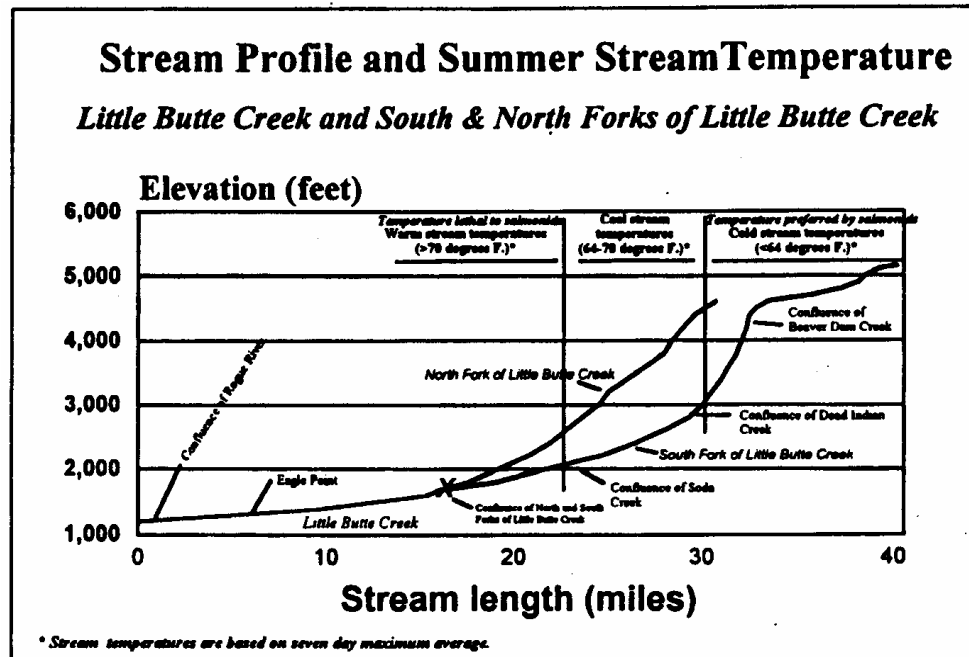 Stream Profile and Summer StreamTemperature
Little Butte Creek and South & North Forks of Little Butte Creek
Elevation (feet)
6,000
5,000
4,000
3,000
2,000
1,000
Temperature lethal to salmonids
Warm stream temperatures
(>70 degrees F.)*
Cool stream
temperatures
(64-70 degrees F.)*
Temperature preferred by salmonids
Cold stream temperatures
(<64 degrees F.)*
Confluence of
Beaver Dam Creek
Confluence of Rogue River
North Fork of Little Butte Creek
Confluence of Dead Indian
Creek
South Fork of Little Butte Creek
Eagle Point
Confluence of Soda
Creek
X
Confluence of North and South
Forks of Little Butte Creek
Little Butte Creek
0
10
20
30
40
Stream length (miles)
* Stream temperatures are based on seven day maximum average.